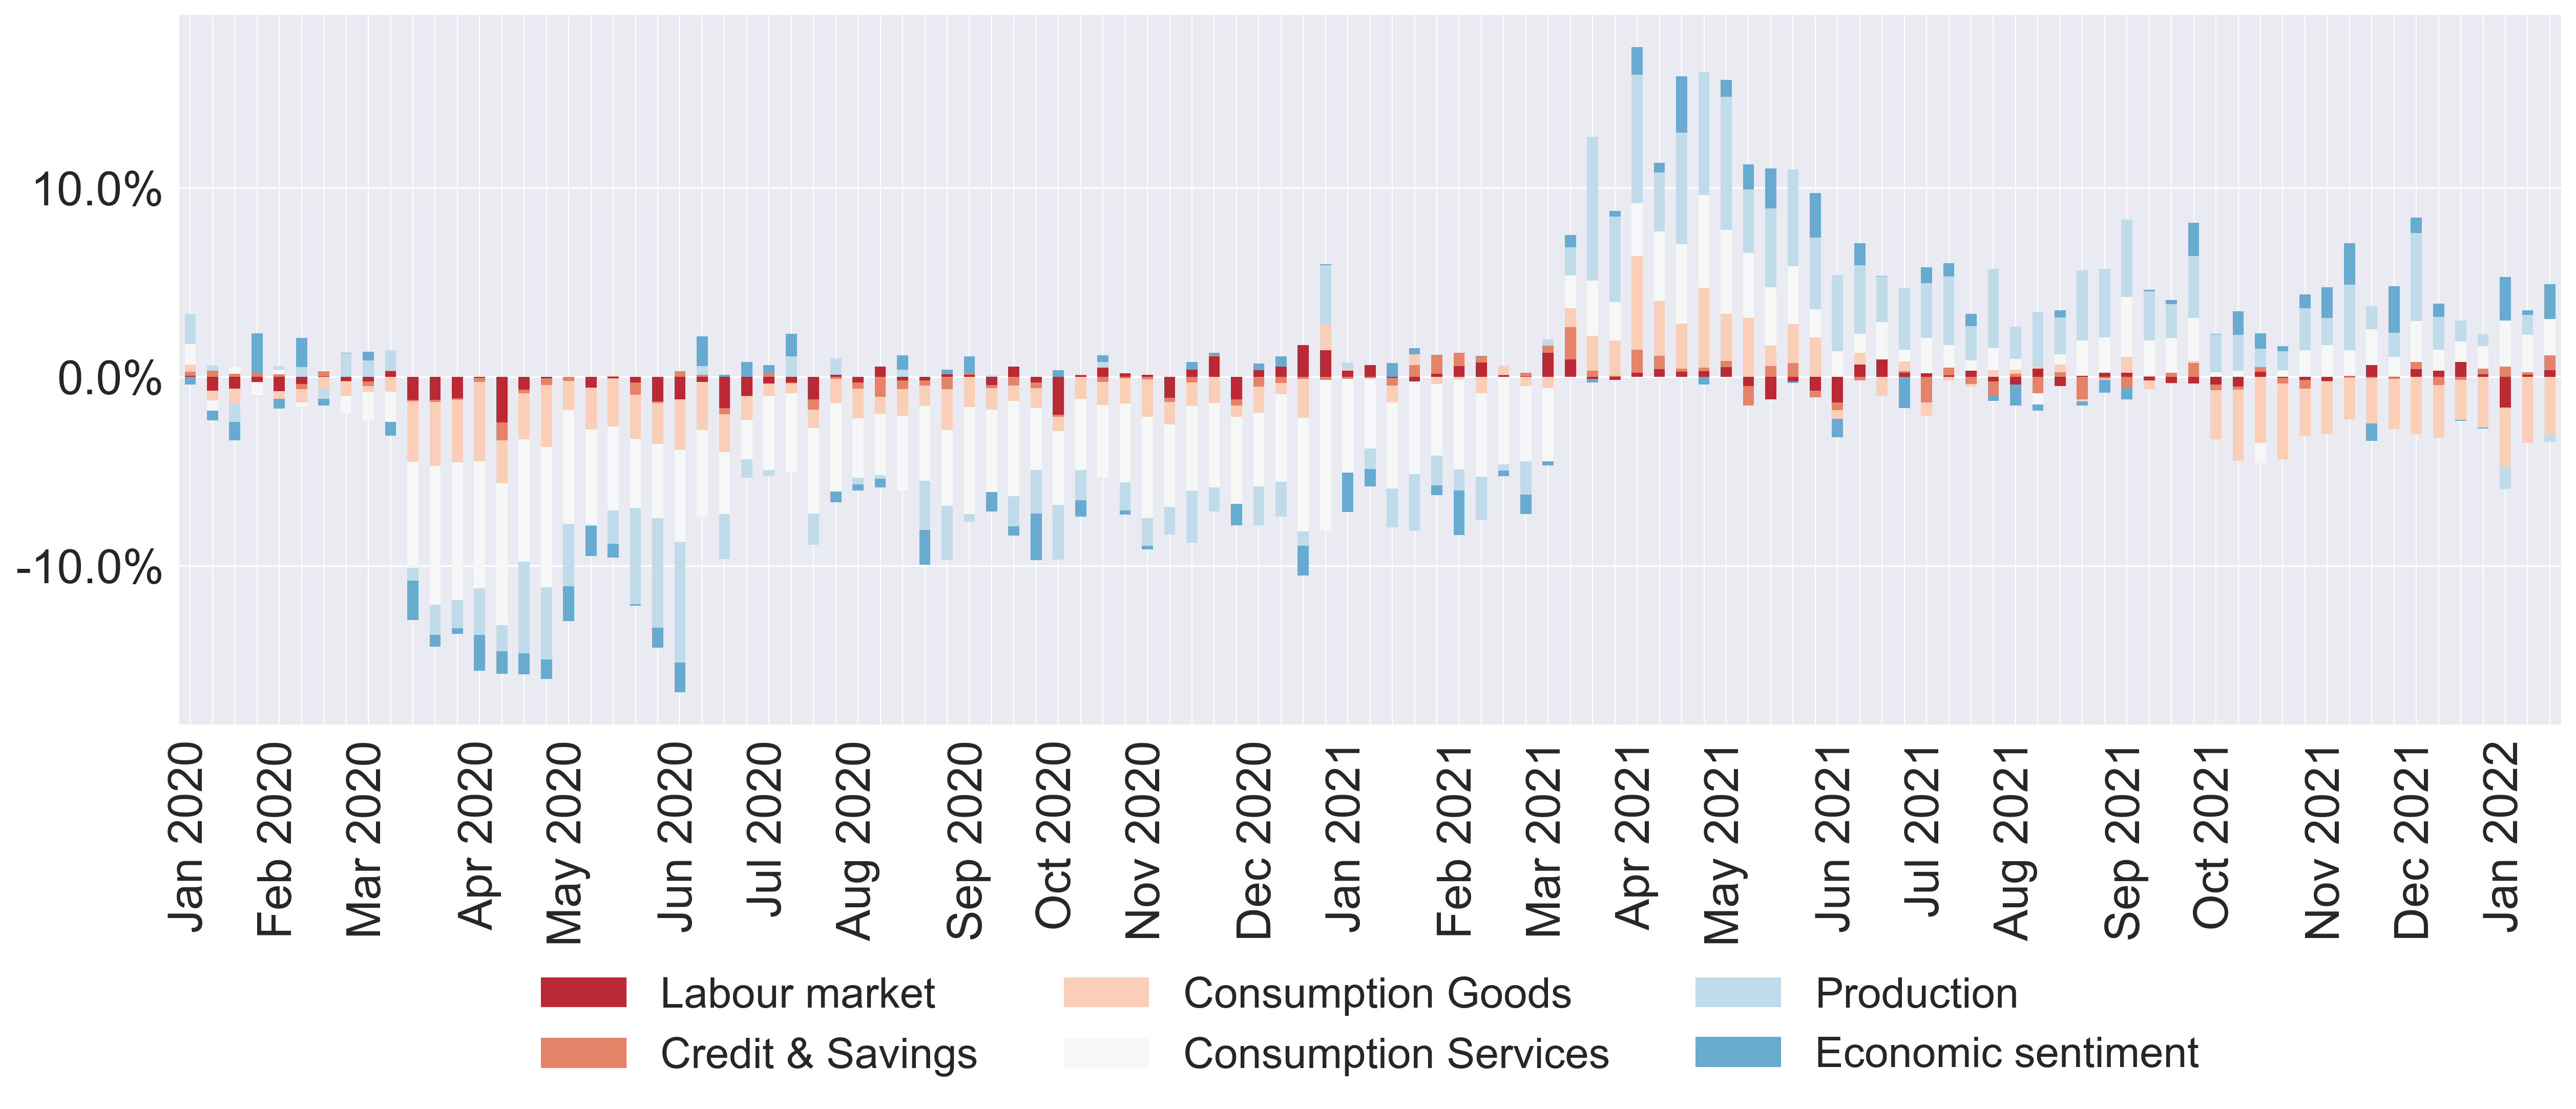 10.0%
0.0%
-10.0%
Jan 2020
Feb 2020
Mar 2020
Apr 2020
May 2020
Jun 2020
Jul 2020
Aug 2020
Sep 2020
Oct 2020
Nov 2020
Dec 2020
Jan 2021
Feb 2021
Mar 2021
Apr 2021
May 2021
Jun 2021
Jul 2021
Aug 2021
Sep 2021
Oct 2021
Nov 2021
Dec 2021
Jan 2022
Labour market
Consumption Goods
Production
Credit & Savings
Consumption Services
Economic sentiment